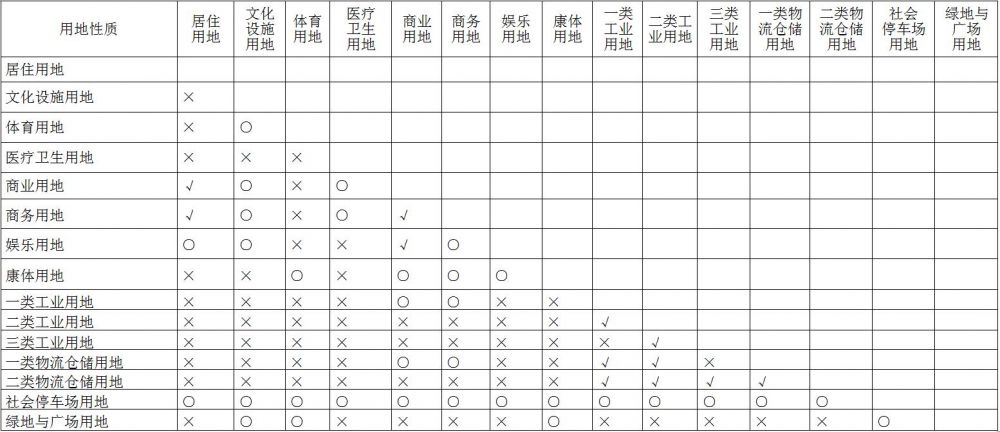 用地性质 居住用地 文化设施用地 体育用地 医疗卫生用地 商业用地 商务用地 娱乐用地 康体用地 一类工业用地 二类工业用地 三类工业用地 一类物流仓储用地 二类物流仓储用地 社会停车场用地 绿地与广场用地
居住用地
文化设施用地 ×
体育用地 × ○
医疗卫生用地 × × ×
商业用地 √ ○ × ○
商务用地 √ ○ × ○ √
娱乐用地 ○ ○ × × √ ○
康体用地 × × ○ × ○ ○ ○
一类工业用地 × × × × ○ ○ × ×
二类工业用地 × × × × × × × × √
三类工业用地 × × × × × × × × × √
一类物流仓储用地 × × × × ○ ○ × × √ √ ×
二类物流仓储用地 × × × × × × × × √ √ √ √
社会停车场用地 ○ ○ ○ ○ ○ ○ ○ ○ ○ ○ ○ ○ ○
绿地与广场用地 × ○ ○ × × × × ○ × × × × × ○